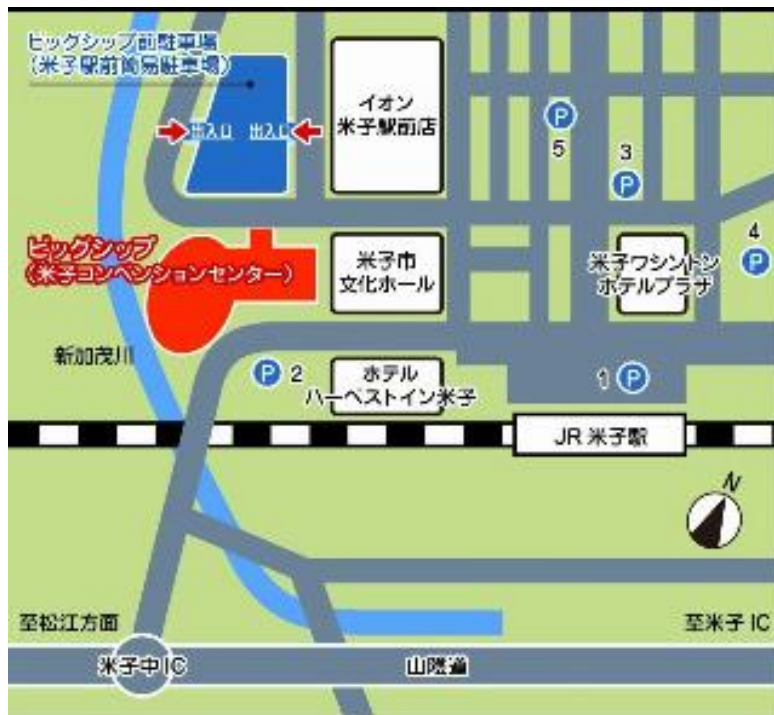 ビッグシップ前駐車場
（米子駅前簡易駐車場）
イオン
米子駅前店
出入口 出入口
P
5
3
P
ビッグシップ
（米子コンベンションセンター）
米子市
文化ホール
米子ワシントン
ホテルプラザ
4
P
新加茂川
P 2
ホテル
ハーベストイン米子
1 P
JR 米子駅
N
至松江方面
至米子 IC
米子中IC
山陰道